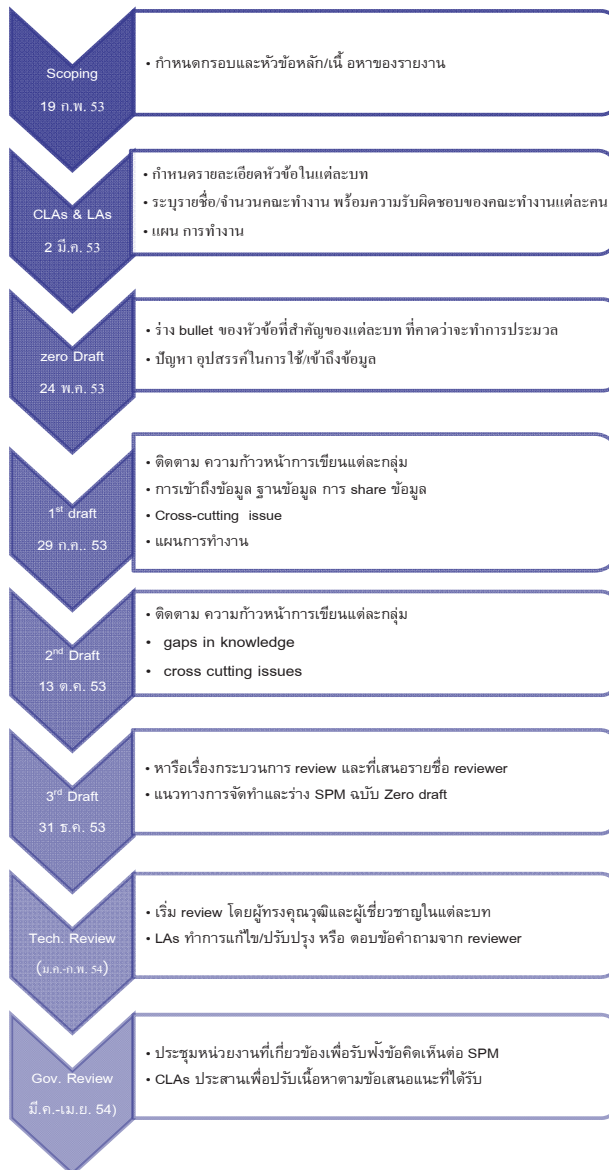 Scoping
19 ก.พ. 53
• กำหนดกรอบและหัวข้อหลัก/เนื้ อหาของรายงาน
CLAs & LAs
2 มี.ค. 53
• กำหนดรายละเอียดหัวข้อในแต่ละบท
• ระบุรายชื่อ/จำนวนคณะทำงาน พร้อมความรับผิดชอบของคณะทำงานแต่ละคน
• แผน การทำงาน
zero Draft
24 พ.ค. 53
• ร่าง bullet ของหัวข้อที่สำคัญของแต่ละบท ที่คาดว่าจะทำการประมวล
• ปัญหา อุปสรรคในการใช้/เข้าถึงข้อมูล
1st draft
29 ก.ค.. 53
• ติดตาม ความก้าวหน้าการเขียนแต่ละกลุ่ม
• การเข้าถึงข้อมูล ฐานข้อมูล การ share ข้อมูล
• Cross-cutting issue
• แผนการทำงาน
2nd Draft
13 ต.ค. 53
• ติดตาม ความก้าวหน้าการเขียนแต่ละกลุ่ม
• gaps in knowledge
• cross cutting issues
3rd Draft
31 ธ.ค. 53
• หารือเรื่องกระบวนการ review และที่เสนอรายชื่อ reviewer
• แนวทางการจัดทำและร่าง SPM ฉบับ Zero draft
Tech. Review
(ม.ค.-ก.พ. 54)
• เริ่ม review โดยผู้ทรงคุณวุฒิและผู้เชี่ยวชาญในแต่ละบท
• LAs ทำการแก้ไข/ปรับปรุง หรือ ตอบข้อคำถามจาก reviewer
Gov. Review
มี.ค.-เม.ย. 54)
• ประชุมหน่วยงานที่เกี่ยวข้องเพื่อรับฟังข้อคิดเห็นต่อ SPM
• CLAs ประสานเพื่อปรับเนื้อหาตามข้อเสนอแนะที่ได้รับ